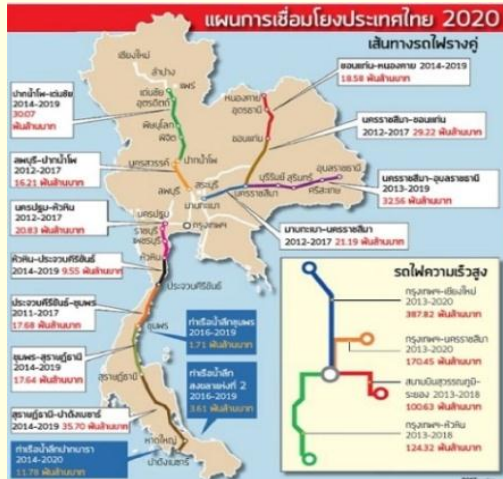 แผนการเชื่อมโยงประเทศไทย 2020
เส้นทางรถไฟรางคู่
เชียงใหม่
ลำปาง
แพร่
เด่นชัย
อุตรดิตถ์
พิษณุโลก
พิจิตร
นครสวรรค์
ปากน้ำโพ
ลพบุรี
สระบุรี
มาบกะเบา
นครราชสีมา
บุรีรัมย์
สุรินทร์
ศรีสะเกษ
อุบลราชธานี
หนองคาย
อุดรธานี
ขอนแก่น
นครปฐม
ราชบุรี
เพชรบุรี
กรุงเทพฯ
หัวหิน
ประจวบคีรีขันธ์
ชุมพร
สุราษฎ์ธานี
หาดใหญ่
ปาดังเบซาร์
ปากน้ำโพ-เด่นชัย
2014-2019
30.07
พันล้านบาท
ลพบุรี-ปากน้ำโพ
2012-2017
16.21 พันล้านบาท
นครปฐม-หัวหิน
2012-2017
20.83 พันล้านบาท
หัวหิน-ประจวบคีรีขันธ์
2014-2019 9.55 พันล้านบาท
ประจวบคีรีขันธ์-ชุมพร
2011-2017
17.68 พันล้านบาท
ชุมพร-สุราษฎ์ธานี
2014-2019
17.64 พันล้านบาท
สุราษฎ์ธานี-ปาดังเบซาร์
2014-2019 35.70 พันล้านบาท
ท่าเรือน้ำลึกปากบารา
2014-2020
11.78 พันล้านบาท
ท่าเรือน้ำลึกชุมพร
2016-2019
1.71 พันล้านบาท
ท่าเรือน้ำลึก
สงขลาแห่งที่ 2
2016-2019
3.61 พันล้านบาท
ขอนแก่น-หนองคาย 2014-2019
18.58 พันล้านบาท
นครราชสีมา-ขอนแก่น
2012-2017 29.22 พันล้านบาท
นครราชสีมา-อุบลราชธานี
2013-2019
32.56 พันล้านบาท
มาบกะเบา-นครราชสีมา
2012-2017 21.19 พันล้านบาท
รถไฟความเร็วสูง
กรุงเทพฯ-เชียงใหม่
2013-2020
387.82 พันล้านบาท
กรุงเทพฯ-นครราชสีมา
2013-2020
170.45 พันล้านบาท
สนามบินสุวรรณภูมิ-
ระยอง 2013-2018
100.63 พันล้านบาท
กรุงเทพฯ-หัวหิน
2013-2018
124.32 พันล้านบาท